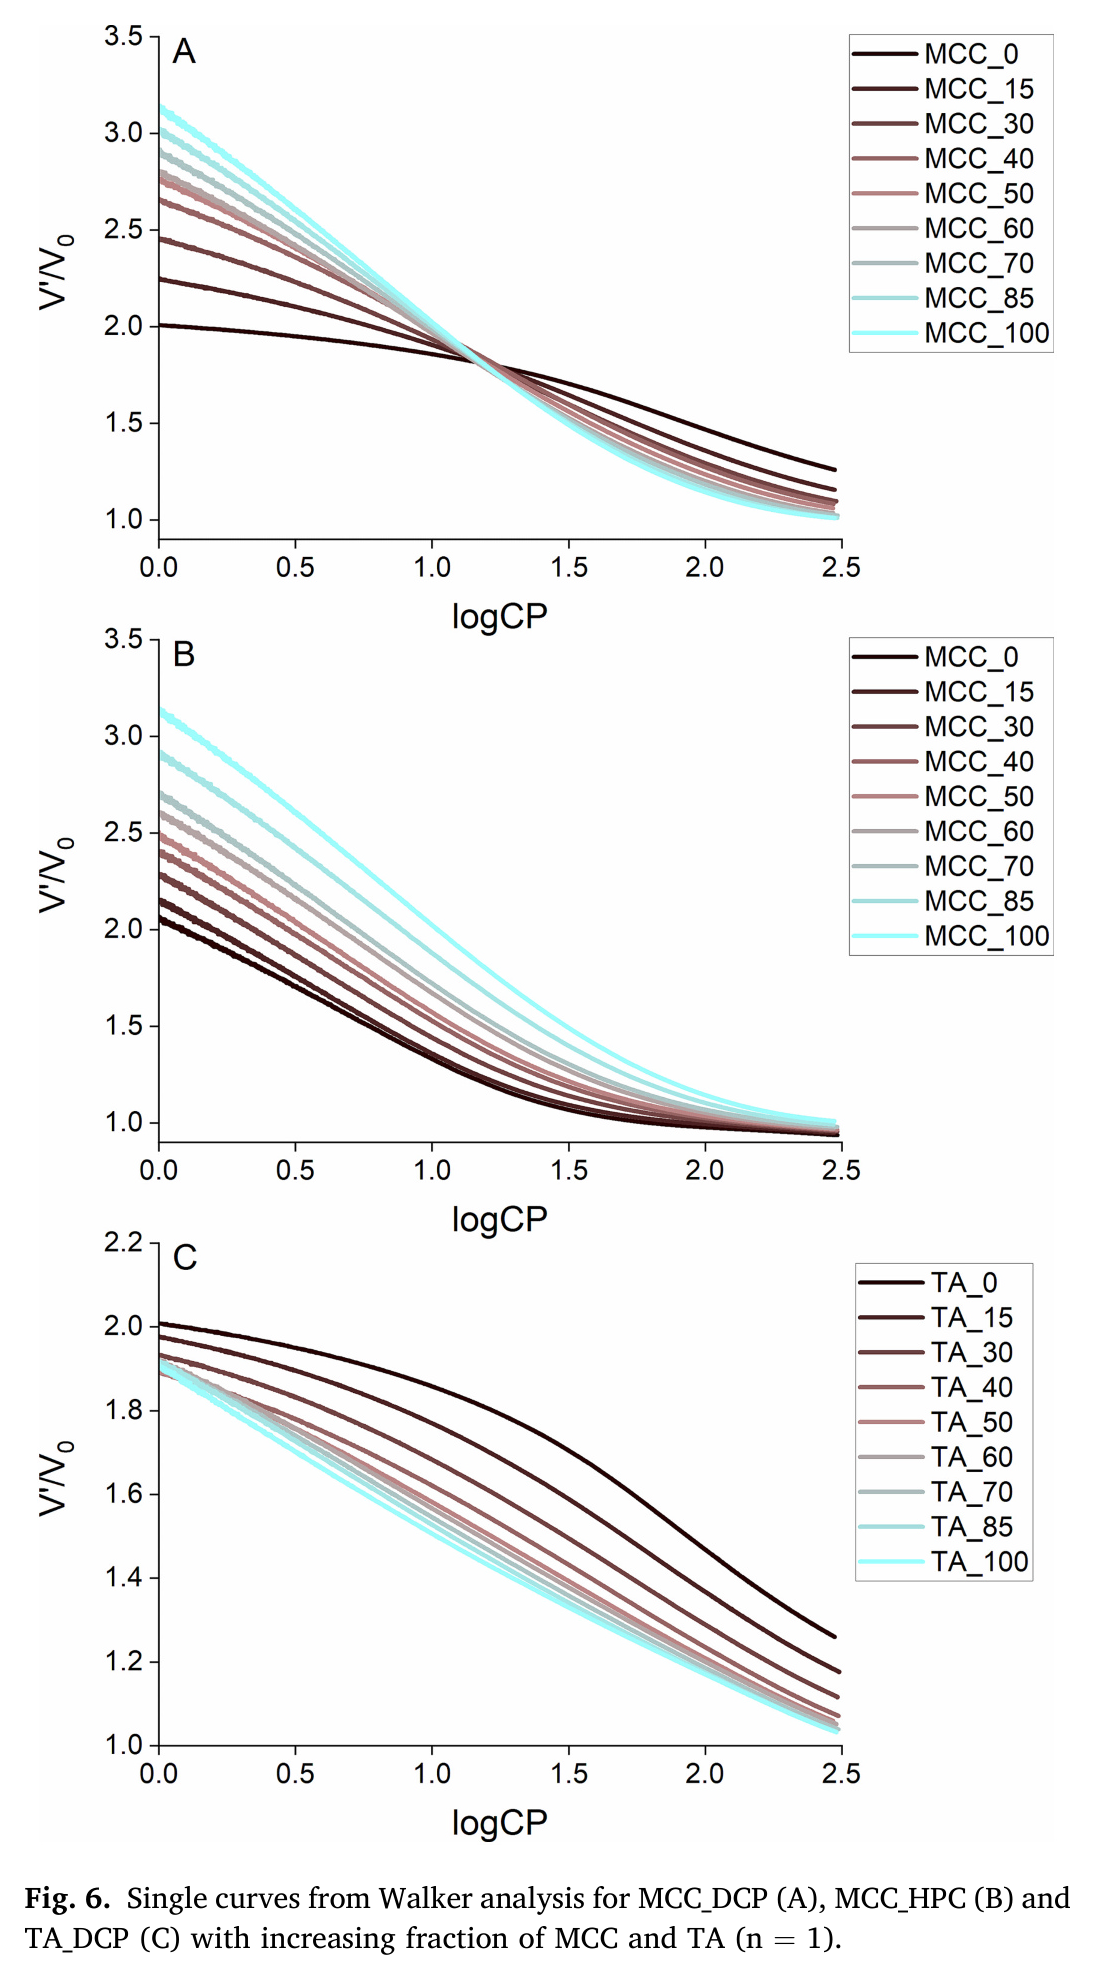 A
3.5
3.0
2.5
2.0
1.5
1.0
V'/V0
0.0 0.5 1.0 1.5 2.0 2.5
logCP
MCC_0
MCC_15
MCC_30
MCC_40
MCC_50
MCC_60
MCC_70
MCC_85
MCC_100
B
3.5
3.0
2.5
2.0
1.5
1.0
V'/V0
0.0 0.5 1.0 1.5 2.0 2.5
logCP
MCC_0
MCC_15
MCC_30
MCC_40
MCC_50
MCC_60
MCC_70
MCC_85
MCC_100
C
2.2
2.0
1.8
1.6
1.4
1.2
1.0
V'/V0
0.0 0.5 1.0 1.5 2.0 2.5
logCP
TA_0
TA_15
TA_30
TA_40
TA_50
TA_60
TA_70
TA_85
TA_100
Fig. 6. Single curves from Walker analysis for MCC_DCP (A), MCC_HPC (B) and
TA_DCP (C) with increasing fraction of MCC and TA (n = 1).